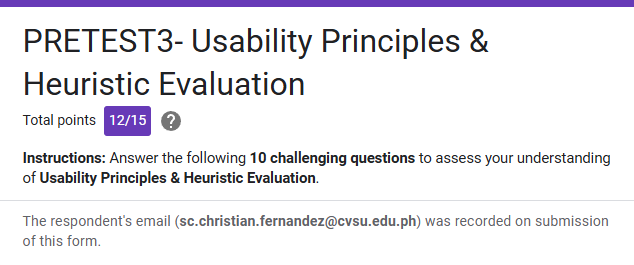 PRETEST3- Usability Principles &
Heuristic Evaluation
Total points 12/15 ?
Instructions: Answer the following 10 challenging questions to assess your understanding
of Usability Principles & Heuristic Evaluation.
The respondent's email (sc.christian.fernandez@cvsu.edu.ph) was recorded on submission
of this form.